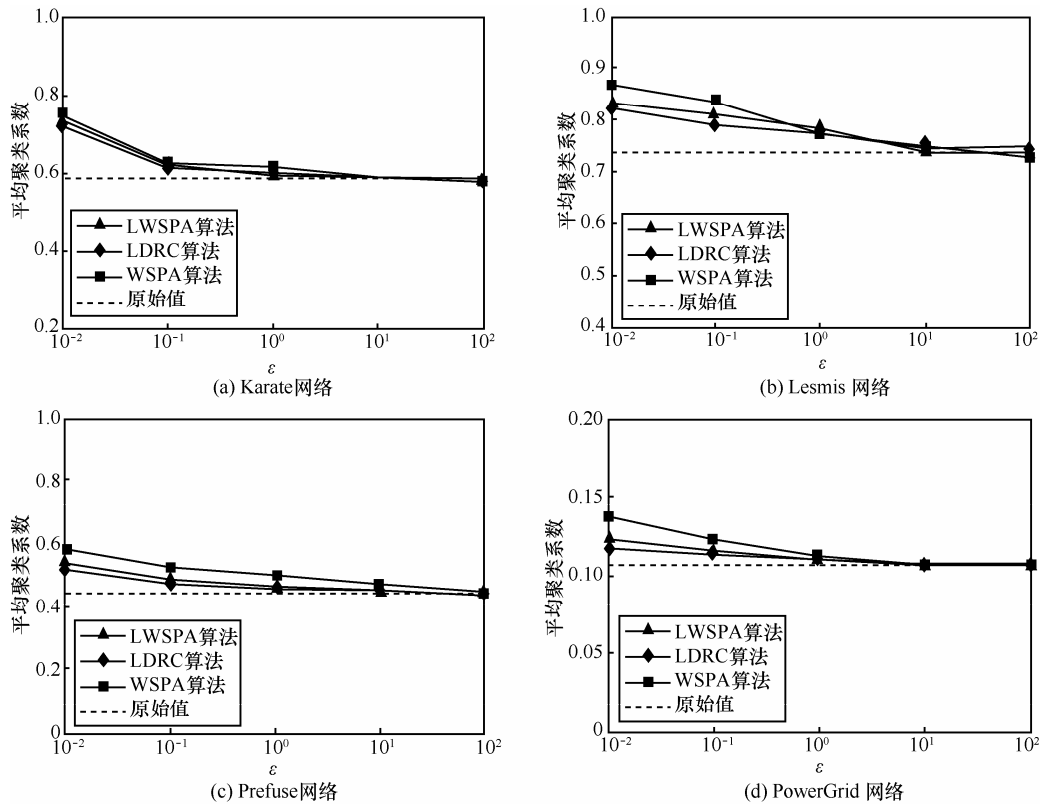 平均聚类系数
1.0
0.8
0.6
0.4
0.2
LWSPA算法
LDRC算法
WSPA算法
原始值
10⁻² 10⁻¹ 10⁰ 10¹ 10²
ε
(a) Karate网络
平均聚类系数
1.0
0.9
0.8
0.7
0.6
0.5
0.4
LWSPA算法
LDRC算法
WSPA算法
原始值
10⁻² 10⁻¹ 10⁰ 10¹ 10²
ε
(b) Lesmis 网络
平均聚类系数
1.0
0.8
0.6
0.4
0.2
0
LWSPA算法
LDRC算法
WSPA算法
原始值
10⁻² 10⁻¹ 10⁰ 10¹ 10²
ε
(c) Prefuse网络
平均聚类系数
0.20
0.15
0.10
0.05
0
LWSPA算法
LDRC算法
WSPA算法
原始值
10⁻² 10⁻¹ 10⁰ 10¹ 10²
ε
(d) PowerGrid 网络